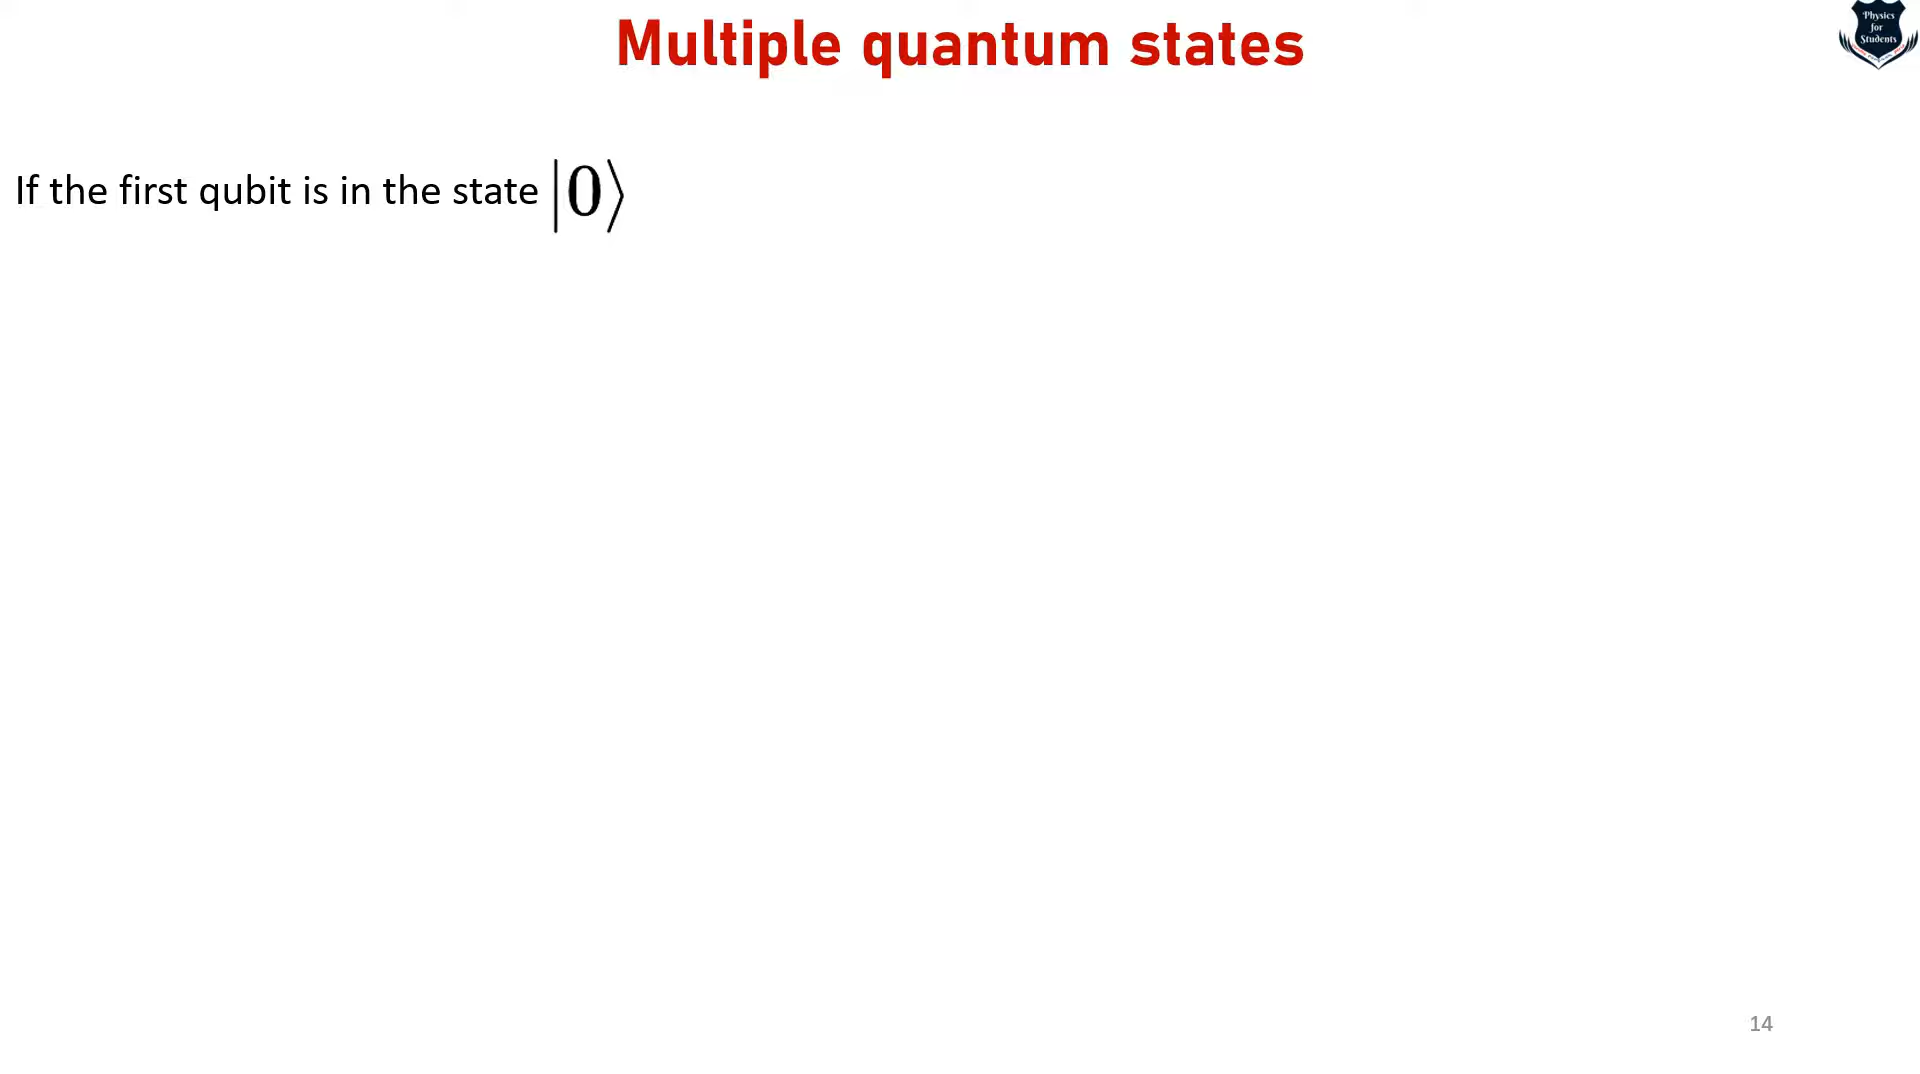 Multiple quantum states
Physics
for
Students
If the first qubit is in the state |0⟩
14